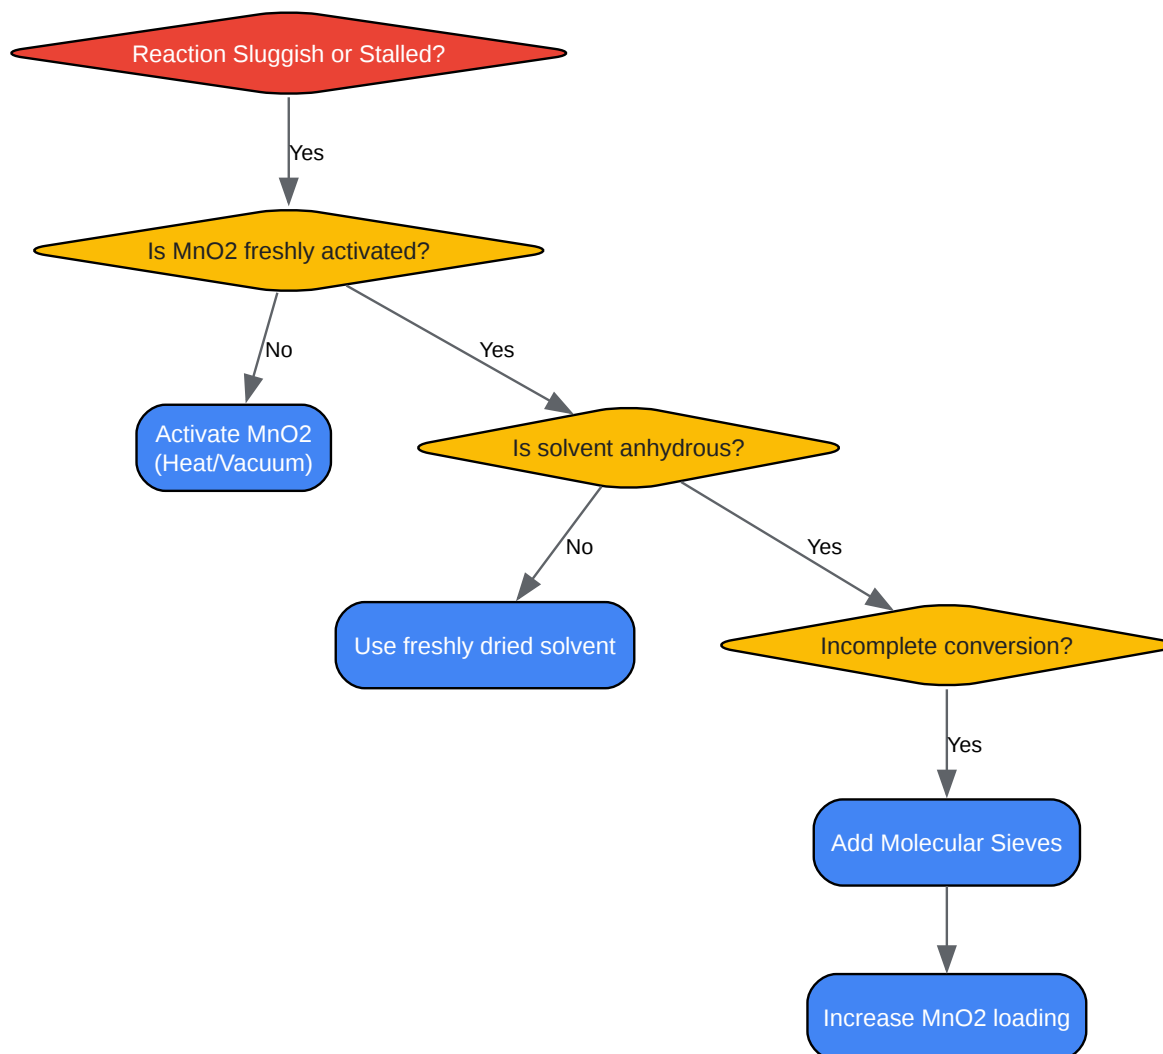 Reaction Sluggish or Stalled?
Yes
Is MnO2 freshly activated?
No
Yes
Activate MnO2
(Heat/Vacuum)
Is solvent anhydrous?
No
Yes
Use freshly dried solvent
Incomplete conversion?
Yes
Add Molecular Sieves
Increase MnO2 loading